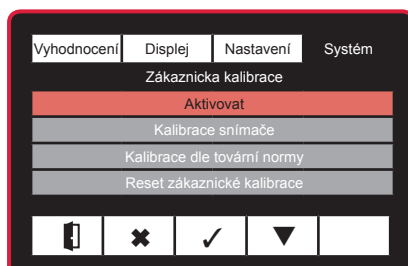 Vyhodnocení Displej Nastavení Systém
Zákaznicka kalibrace
Aktivovat
Kalibrace snímače
Kalibrace dle tovární normy
Reset zákaznické kalibrace